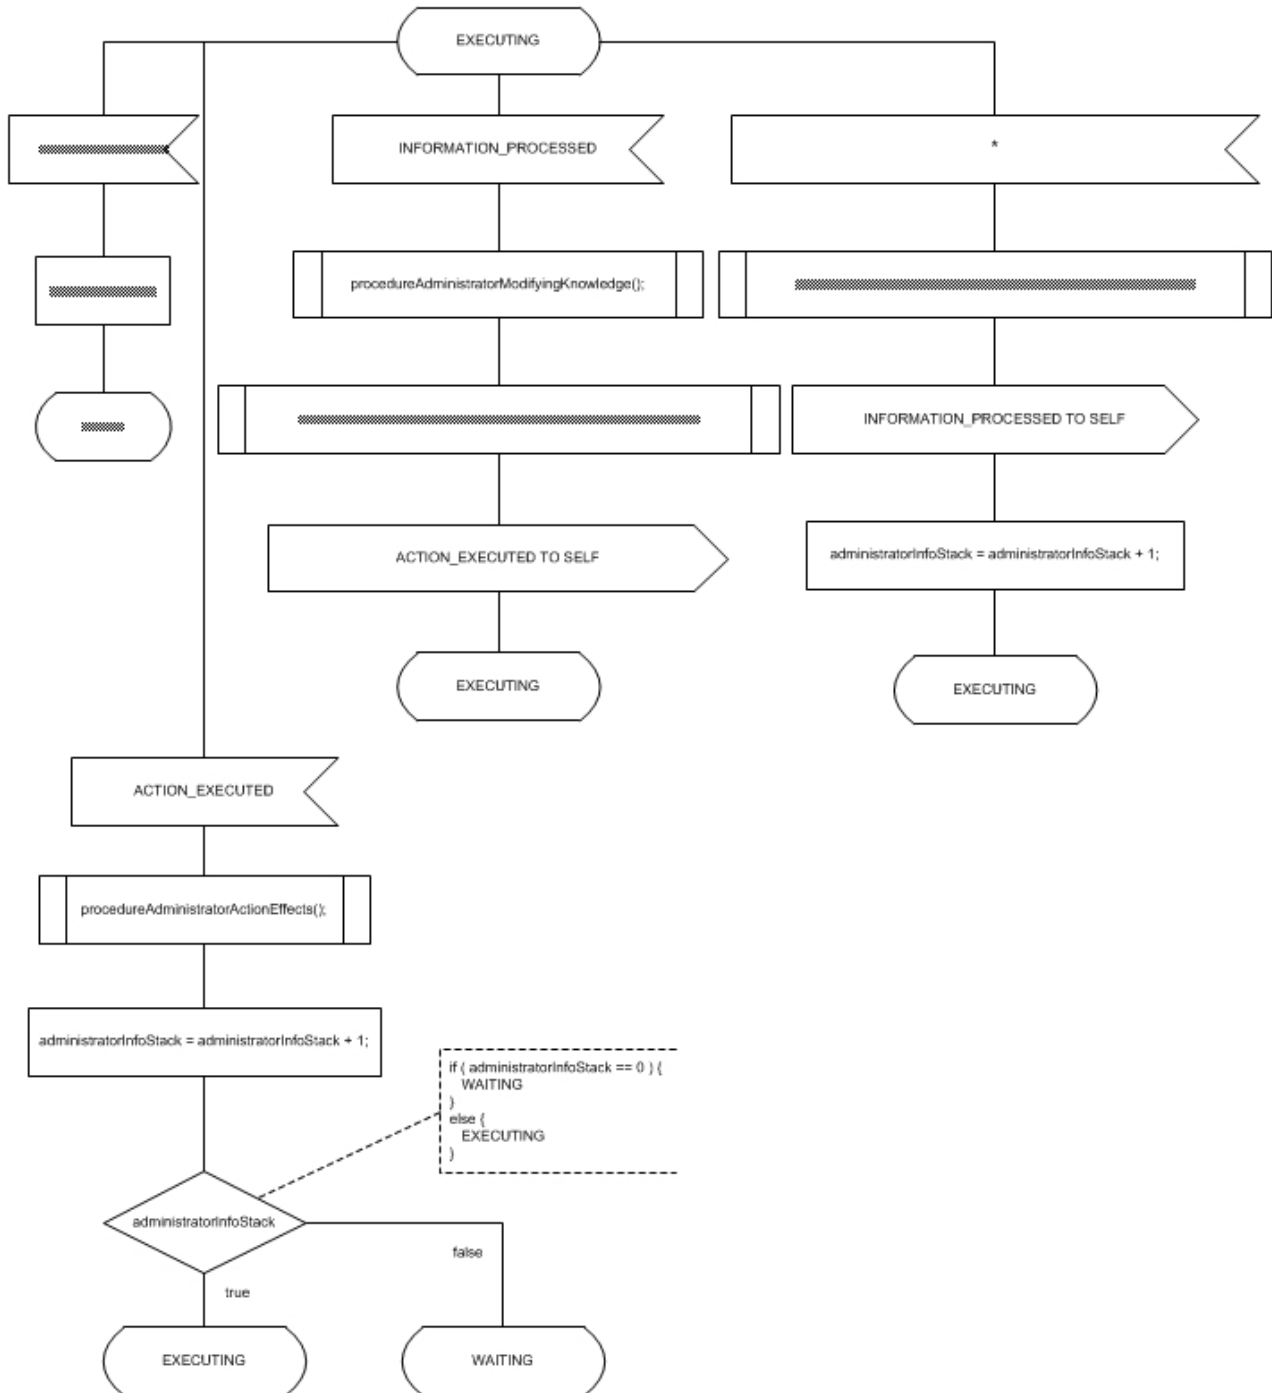 EXECUTING
INFORMATION_PROCESSED
*
procedureAdministratorModifyingKnowledge();
INFORMATION_PROCESSED TO SELF
ACTION_EXECUTED TO SELF
administratorInfoStack = administratorInfoStack + 1;
EXECUTING
EXECUTING
ACTION_EXECUTED
procedureAdministratorActionEffects();
administratorInfoStack = administratorInfoStack + 1;
if ( administratorInfoStack == 0 ) {
WAITING
}
else {
EXECUTING
}
administratorInfoStack
false
true
EXECUTING
WAITING